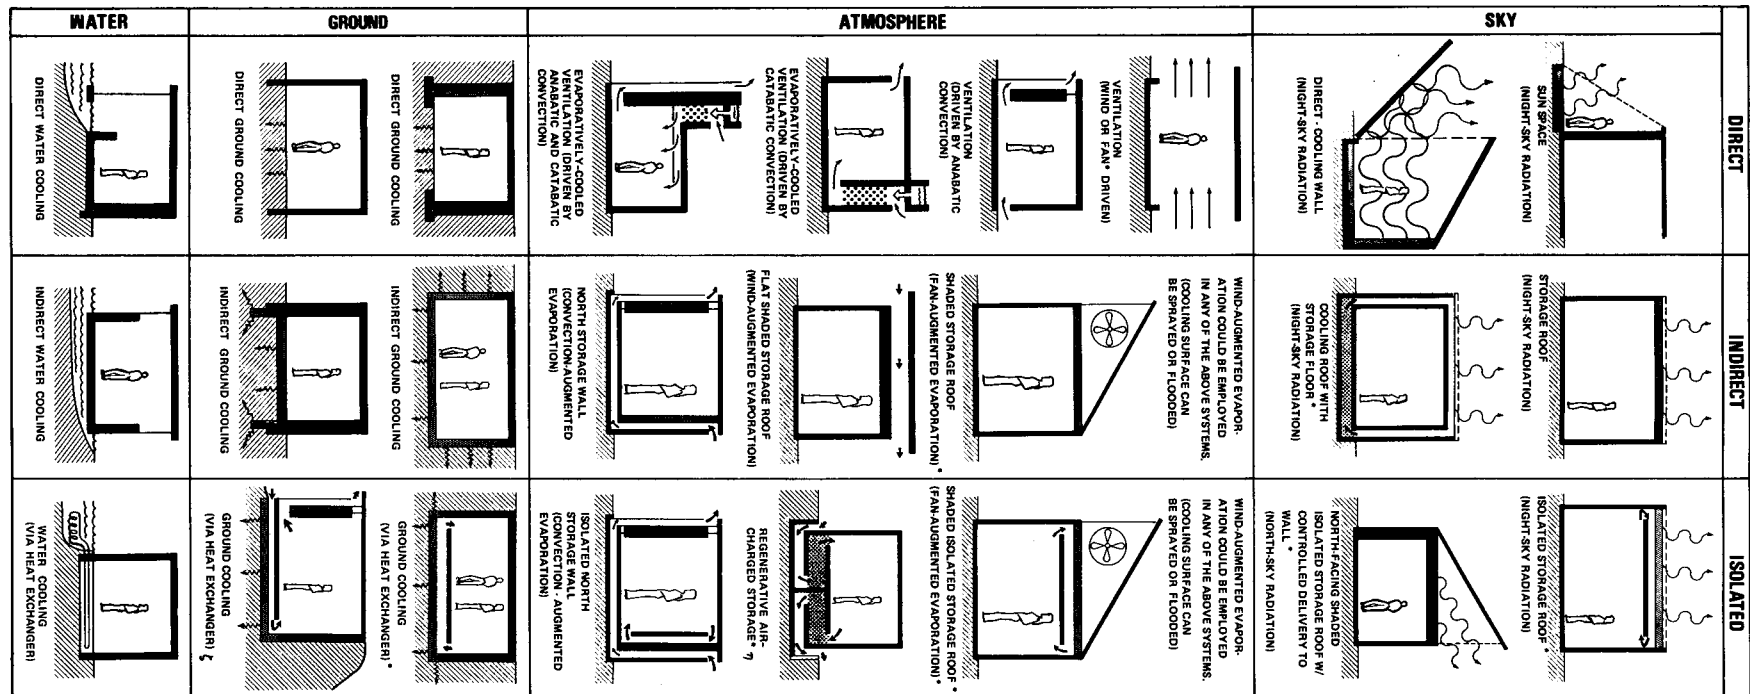 WATER
GROUND
ATMOSPHERE
SKY
DIRECT
SUN SPACE
(NIGHT-SKY RADIATION)
DIRECT - COOLING WALL
(NIGHT-SKY RADIATION)
VENTILATION
(WIND OR FAN* DRIVEN)
VENTILATION
(DRIVEN BY ANABATIC
CONVECTION)
EVAPORATIVELY-COOLED
VENTILATION (DRIVEN BY
CATABATIC CONVECTION)
EVAPORATIVELY-COOLED
VENTILATION (DRIVEN BY
ANABATIC AND CATABATIC
CONVECTION)
DIRECT GROUND COOLING
DIRECT GROUND COOLING
DIRECT WATER COOLING
INDIRECT
STORAGE ROOF
(NIGHT-SKY RADIATION)
COOLING ROOF WITH
STORAGE FLOOR *
(NIGHT-SKY RADIATION)
WIND-AUGMENTED EVAPOR-
ATION COULD BE EMPLOYED
IN ANY OF THE ABOVE SYSTEMS.
(COOLING SURFACE CAN
BE SPRAYED OR FLOODED)
SHADED STORAGE ROOF
(FAN-AUGMENTED EVAPORATION) *
FLAT SHADED STORAGE ROOF
(WIND-AUGMENTED EVAPORATION)
NORTH STORAGE WALL
(CONVECTION-AUGMENTED
EVAPORATION)
INDIRECT GROUND COOLING
INDIRECT GROUND COOLING
INDIRECT WATER COOLING
ISOLATED
ISOLATED STORAGE ROOF *
(NIGHT-SKY RADIATION)
NORTH-FACING SHADED
ISOLATED STORAGE ROOF W/
CONTROLLED DELIVERY TO
WALL *
(NORTH-SKY RADIATION)
WIND-AUGMENTED EVAPOR-
ATION COULD BE EMPLOYED
IN ANY OF THE ABOVE SYSTEMS.
(COOLING SURFACE CAN
BE SPRAYED OR FLOODED)
SHADED ISOLATED STORAGE ROOF *
(FAN-AUGMENTED EVAPORATION) *
REGENERATIVE AIR-
CHARGED STORAGE* η
ISOLATED NORTH
STORAGE WALL
(CONVECTION - AUGMENTED
EVAPORATION)
GROUND COOLING
(VIA HEAT EXCHANGER) *
GROUND COOLING
(VIA HEAT EXCHANGER) ξ
WATER COOLING
(VIA HEAT EXCHANGER)